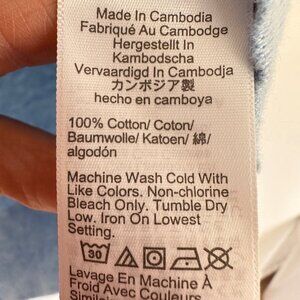 Made In Cambodia
Fabriqué Au Cambodge
Hergestellt In
Kambodscha
Vervaardigd In Cambodja
カンボジア製
hecho en camboya
100% Cotton/ Coton/
Baumwolle/ Katoen/ 綿/
algodón
Machine Wash Cold With
Like Colors. Non-chlorine
Bleach Only. Tumble Dry
Low. Iron On Lowest
Setting.
30
Lavage En Machine À
Froid Avec Couleurs